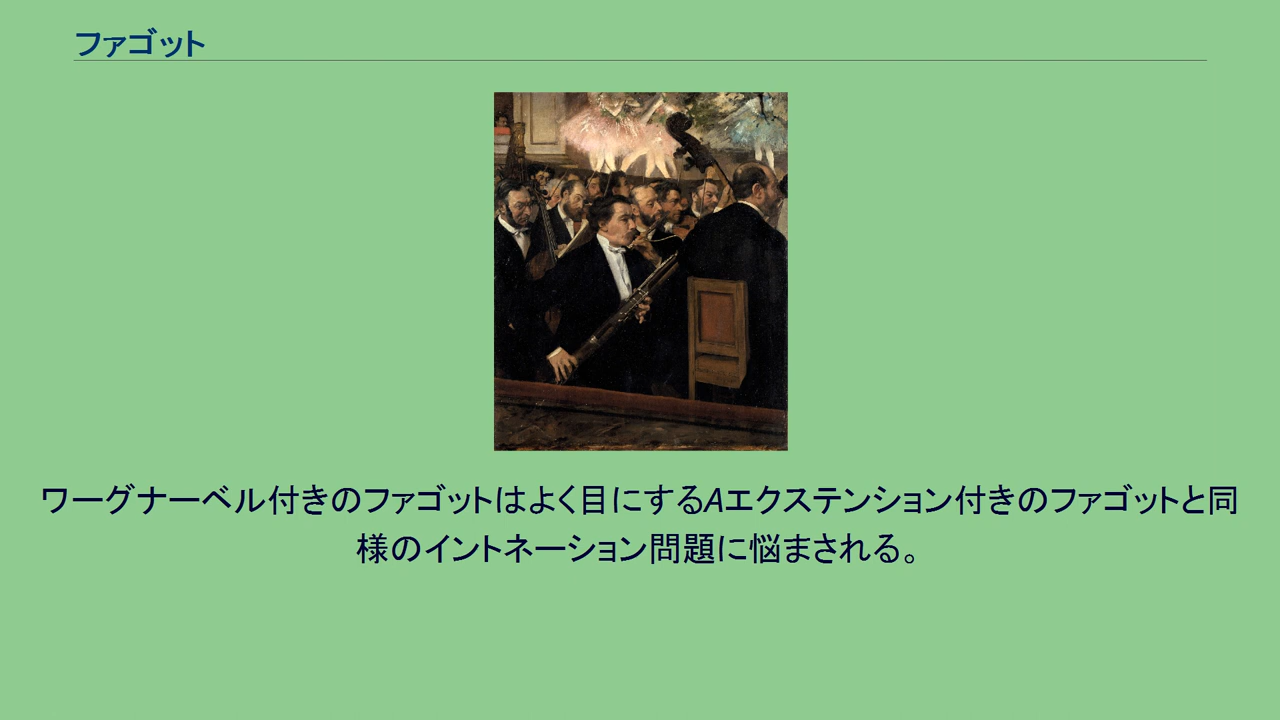 ファゴット
ワーグナーベル付きのファゴットはよく目にするAエクステンション付きのファゴットと同
様のイントネーション問題に悩まされる。